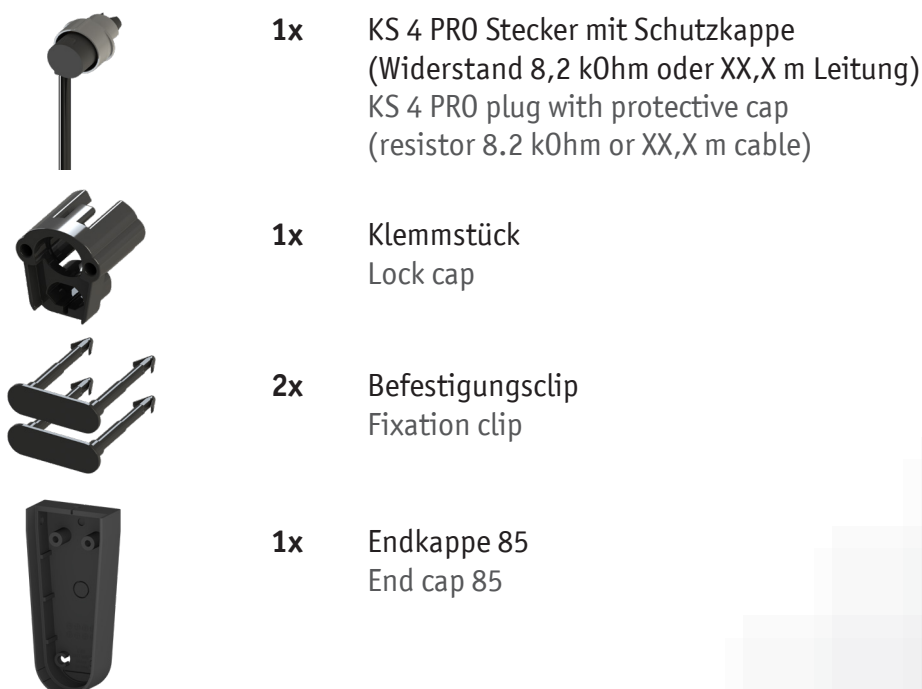 1x KS 4 PRO Stecker mit Schutzkappe
(Widerstand 8,2 kOhm oder XX,X m Leitung)
KS 4 PRO plug with protective cap
(resistor 8.2 kOhm or XX,X m cable)
1x Klemmstück
Lock cap
2x Befestigungsclip
Fixation clip
1x Endkappe 85
End cap 85